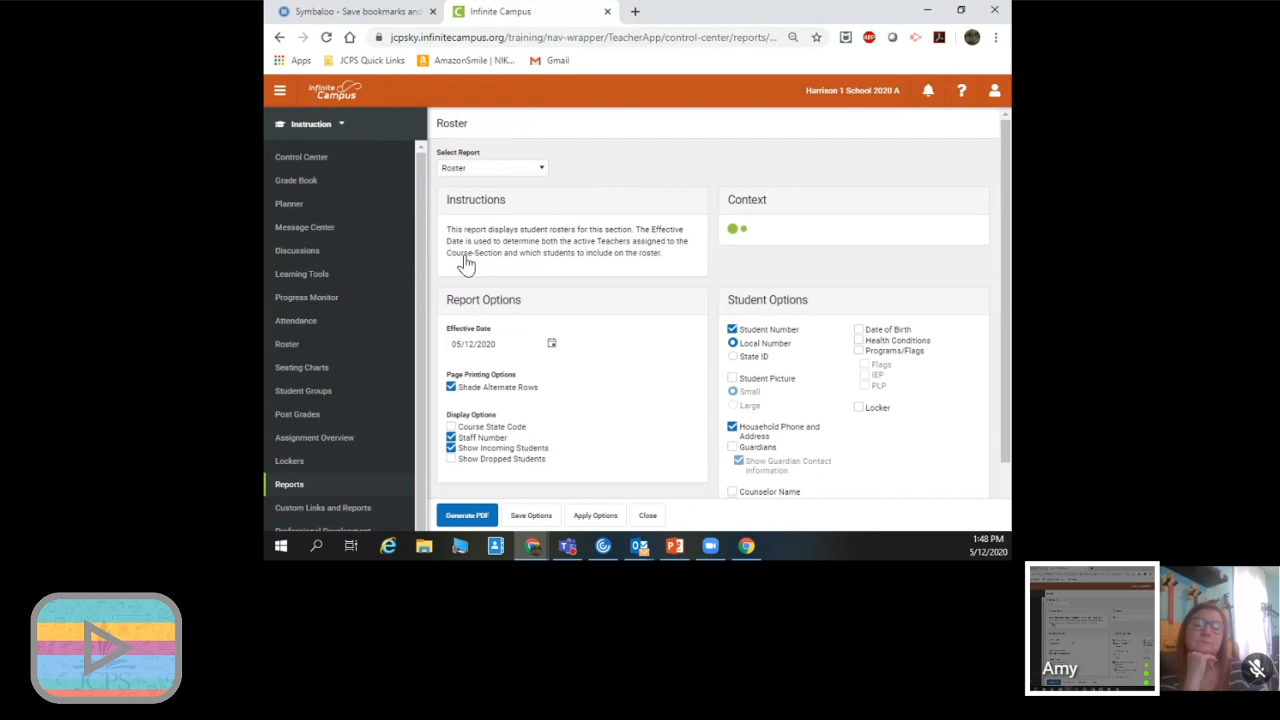 Symbaloo - Save bookmarks and
Infinite Campus
jcpsky.infinitecampus.org/training/nav-wrapper/TeacherApp/control-center/reports/...
Apps
JCPS Quick Links
AmazonSmile | NIK...
Gmail
Infinite Campus
Harrison 1 School 2020 A
Instruction
Control Center
Grade Book
Planner
Message Center
Discussions
Learning Tools
Progress Monitor
Attendance
Roster
Seating Charts
Student Groups
Post Grades
Assignment Overview
Lockers
Reports
Custom Links and Reports
Professional Development
Roster
Select Report
Roster
Instructions
This report displays student rosters for this section. The Effective
Date is used to determine both the active Teachers assigned to the
Course-Section and which students to include on the roster.
Context
Report Options
Effective Date
05/12/2020
Page Printing Options
Shade Alternate Rows
Display Options
Course State Code
Staff Number
Show Incoming Students
Show Dropped Students
Student Options
Student Number
Local Number
State ID
Student Picture
Small
Large
Household Phone and
Address
Guardians
Show Guardian Contact
Information
Counselor Name
Date of Birth
Health Conditions
Programs/Flags
Flags
IEP
PLP
Locker
Generate PDF
Save Options
Apply Options
Close
1:48 PM
5/12/2020
JCPS
Amy